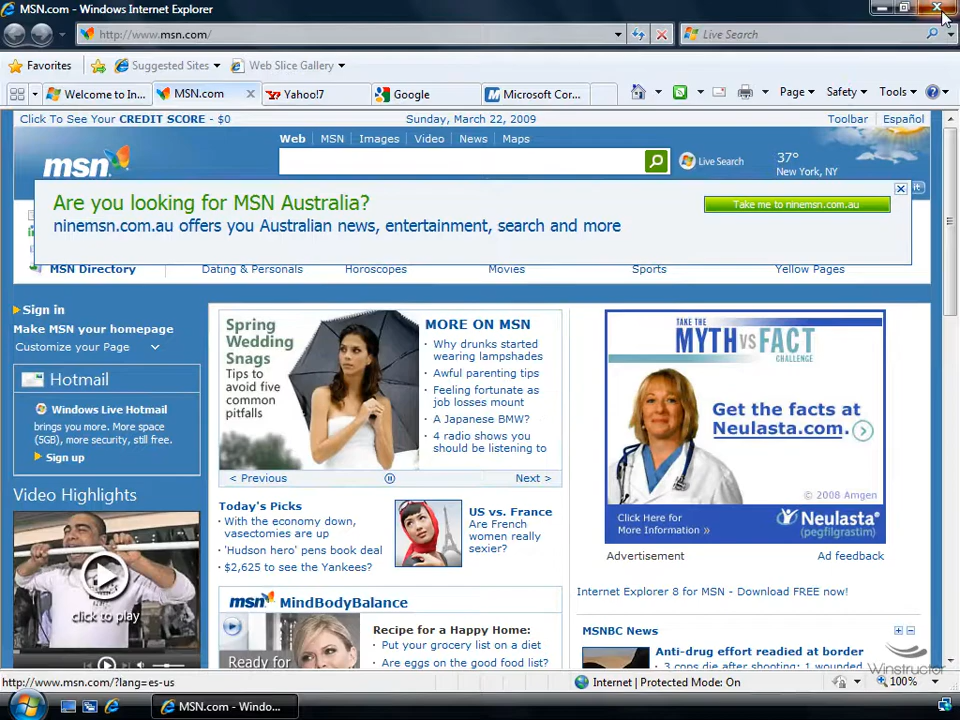 MSN.com - Windows Internet Explorer
http://www.msn.com/
Live Search
Favorites
Suggested Sites
Web Slice Gallery
Welcome to In...
MSN.com
Yahoo!7
Google
Microsoft Cor...
Page
Safety
Tools
Click To See Your CREDIT SCORE - $0
Sunday, March 22, 2009
Toolbar
Español
msn
Web
MSN
Images
Video
News
Maps
Live Search
37°
New York, NY
Are you looking for MSN Australia?
ninemsn.com.au offers you Australian news, entertainment, search and more
Take me to ninemsn.com.au
MSN Directory
Dating & Personals
Horoscopes
Movies
Sports
Yellow Pages
Sign in
Make MSN your homepage
Customize your Page
Hotmail
Windows Live Hotmail
brings you more. More space
(5GB), more security, still free.
Sign up
Video Highlights
click to play
Spring
Wedding
Snags
Tips to
avoid five
common
pitfalls
MORE ON MSN
Why drunks started
wearing lampshades
Awful parenting tips
Feeling fortunate as
job losses mount
A Japanese BMW?
4 radio shows you
should be listening to
< Previous
Next >
Today's Picks
With the economy down,
vasectomies are up
'Hudson hero' pens book deal
$2,625 to see the Yankees?
US vs. France
Are French
women really
sexier?
msn MindBodyBalance
Ready for
Recipe for a Happy Home:
Put your grocery list on a diet
Are eggs on the good food list?
TAKE THE
MYTH vs FACT
CHALLENGE
Get the facts at
Neulasta.com.
© 2008 Amgen
Click Here for
More Information »
Neulasta
(pegfilgrastim)
Advertisement
Ad feedback
Internet Explorer 8 for MSN - Download FREE now!
MSNBC News
Anti-drug effort readied at border
3 cops die after shooting; 1 wounded
Winstructor
http://www.msn.com/?lang=es-us
Internet | Protected Mode: On
100%
MSN.com - Windo...